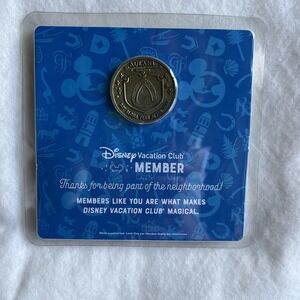 AULANI
Disney Vacation Club®
MEMBER
Thanks for being part of the neighborhood!
MEMBERS LIKE YOU ARE WHAT MAKES
DISNEY VACATION CLUB® MAGICAL.